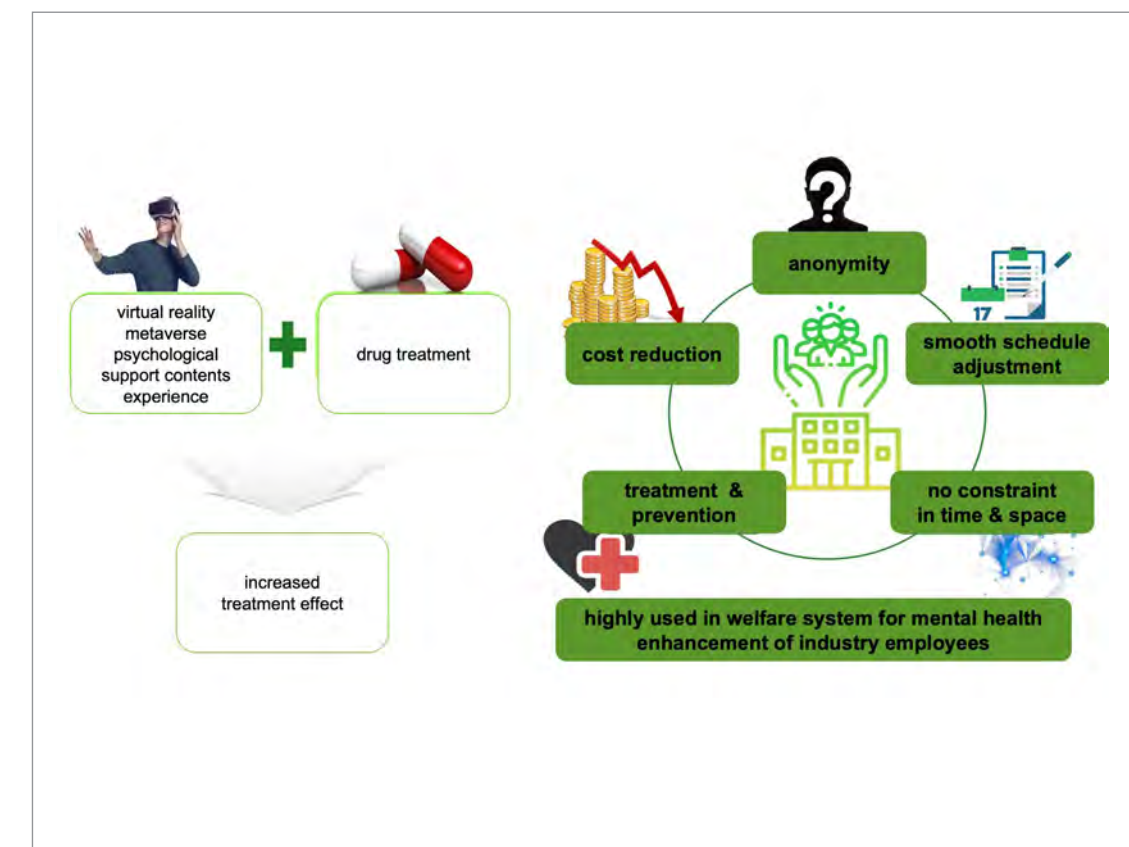 virtual reality
metaverse
psychological
support contents
experience
drug treatment
increased
treatment effect
?
anonymity
cost reduction
17
smooth schedule
adjustment
treatment &
prevention
no constraint
in time & space
highly used in welfare system for mental health
enhancement of industry employees